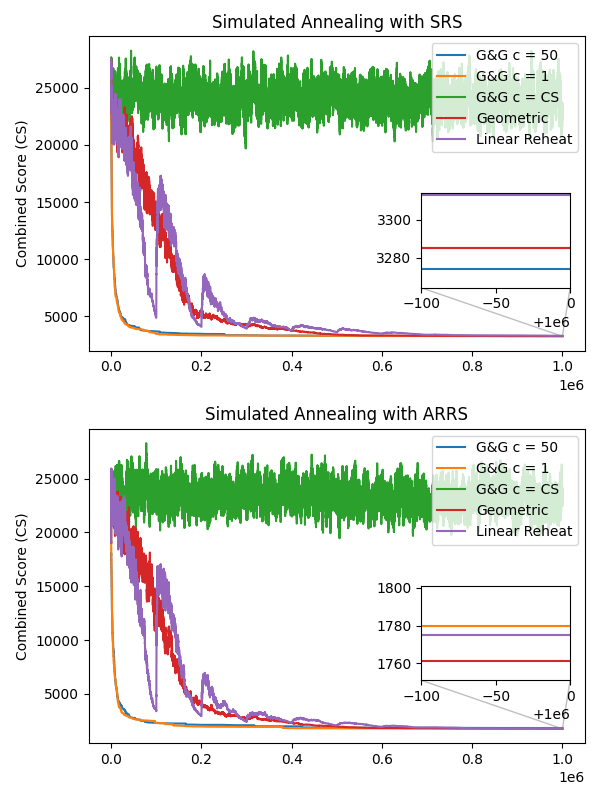 Simulated Annealing with SRS
Combined Score (CS)
25000
20000
15000
10000
5000
G&G c = 50
G&G c = 1
G&G c = CS
Geometric
Linear Reheat
3300
3280
−100
−50
0
+1e6
0.0
0.2
0.4
0.6
0.8
1.0
1e6
Simulated Annealing with ARRS
Combined Score (CS)
25000
20000
15000
10000
5000
G&G c = 50
G&G c = 1
G&G c = CS
Geometric
Linear Reheat
1800
1780
1760
−100
−50
0
+1e6
0.0
0.2
0.4
0.6
0.8
1.0
1e6